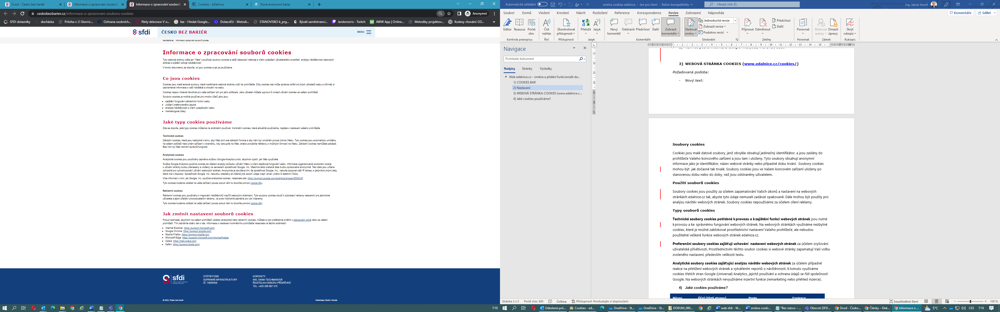 Úvod - Česko bez bariér
Informace o zpracování souborů
Informace o zpracování souborů
Cookies - eDalnice
Nová anonymní karta
ceskobezbarier.cz/informace-o-zpracovani-souboru-cookies
Anonymní
SFDI dotazníky
docházka
Priloha-c-2-Slovnic...
Ochrana osobních...
Párty dekorace V o...
fae - Hledat Google...
DotaceEU - Metodi...
STANOVISKO-k_prg...
Bývalí zaměstnanci...
landonorris - Twitch
AWW App | Online...
Metodiky projektov...
Kodexy chování: GD...
sfdi
ČESKO BEZ BARIÉR
MENU
Nacházíte se: Informace o zpracování souborů cookies
Informace o zpracování souborů cookies
Tyto webové stránky (dále jen "Web") používají soubory cookies a další sledovací nástroje s cílem vylepšení uživatelského prostředí, analýzy návštěvnosti webových
stránek a zjištění zdroje návštěvnosti.
V tomto dokumentu se dozvíte, co jsou cookies a jak je používáme.
Co jsou cookies
Cookies jsou malé textové soubory, které navštívená webová stránka uloží do prohlížeče. Díky cookies vás může správce odlišit od jiných uživatelů webu a účinněji si
zaznamenat informace o vaší návštěvě a chování na webu.
Cookies nejsou nikterak škodlivé pro vaše zařízení ani pro jeho software. Jako uživatel můžete vypnout či omezit užívání cookies ve vašem prohlížeči.
Soubory cookies je možné používat pro mnoho účelů jako jsou:
• zajištění fungování základních funkcí webu
• uložení preferovaného jazyka
• analýza návštěvnosti s cílem vylepšování webu
• marketingové účely
Jaké typy cookies používáme
Zde se dozvíte, jaké typy cookies můžeme na stránkách používat. Konkrétní cookies, které aktuálně používáme, najdete v nastavení vašeho prohlížeče.
Technické cookies
Základní cookies, které jsou nezbytné k tomu, aby Web plnil své základní funkce a aby nám byl umožněn provoz tohoto Webu. Tyto cookies jsou automaticky umístěny
na vašem počítači nebo jiném zařízení v okamžiku, kdy vstoupíte na Web, anebo provádíte některou z možných činností na Webu. Základní cookies nemůžete zakázat.
Bez nich by Web nemohl správně fungovat.
Analytické cookies
Analytické cookies jsou používány zejména službou Google Analytics proto, abychom zjistili, jak Web využíváte.
Služba Google Analytics používá cookies za účelem analýzy způsobu užívání Webu s cílem zlepšovat fungování webu. Informace vygenerované souborem cookie
o užívání stránky budou přeneseny a uloženy na serverech společnosti Google, Inc. Všechna takto získaná data budou zpracována anonymně. Tato data jsou určena
výhradně pro vyhodnocování užívání webových stránek. Anonymita je zaručena tím, že společnost Google, Inc., nebude spojovat vaši IP adresu s jakýmikoli jinými daty,
která má k dispozici. Společnosti Google, Inc. nebudou odeslány ani žádné jiné osobní údaje (např. email, jméno či telefonní číslo).
Více informací o tom, jak Google, Inc. používá analytické cookies, naleznete zde: https://support.google.com/analytics/answer/6004245
Tyto cookies budeme ukládat na vaše zařízení pouze pokud nám to dovolíte pomocí cookie lišty.
Reklamní cookies
Reklamní cookies jsou používány k mapování návštěvníků napříč webovými stránkami. Tyto soubory cookies slouží k zobrazení reklamy relevantní pro jednotlivé
uživatele a jejich předání provozovatelům reklamy. Je proto hodnotná zejména pro cizí inzerenty.
Tyto cookies budeme ukládat na vaše zařízení pouze pokud nám to dovolíte pomocí cookie lišty.
Jak změnit nastavení souborů cookies
Pokud nechcete, abychom na vašem prohlížeči ukládali analytické nebo reklamní cookies, můžete si tyto preference změnit v dialogovém okně nebo ve vašem
prohlížeči. Tím zabráníte sběru dat o vás. Informace o nastavení konkrétního prohlížeče naleznete na těchto stránkách:
• Internet Explorer: https://support.microsoft.com/
• Google Chrome: https://support.google.com/
• Mozilla Firefox: https://support.mozilla.org/
• Microsoft Edge: https://support.microsoft.com/microsoft-edge
• Opera: https://help.opera.com
• Safari: https://support.apple.com/
sfdi
STÁTNÍ FOND
DOPRAVNÍ INFRASTRUKTURY
IČ: 70856508
KONTAKTY:
ING. DANA TEICHMANOVÁ
ŘEDITELKA ODBORU PŘÍSPĚVKŮ
TEL. +420 266 097 375
© 2022, Česko bez bariér
Webdesign Studio Virtualis
7:10
Automatické ukládání
změna cookies edalnice - Jen pro čtení - Režim kompatibility
Hledat (Alt+É)
Ing. Jakub Voneš
Soubor Domů Vložení Kreslení Návrh Rozložení Reference Korespondence Revize Zobrazení Nápověda
Komentáře Sdílet
Editor Tezaurus Počet slov
Číst nahlas
Zkontrolovat přístupnost
Přeložit Jazyk
Nový komentář Odstranit Předchozí Další Zobrazit komentáře
Sledovat změny
Jednoduchá revize
Zobrazit revize
Podokno revizí
Přijmout Odmítnout
Předchozí
Další
Porovnat
Blokovat autory Omezit úpravy
Skrýt rukopis
Kontrola pravopisu Řeč Přístupnost Jazyk Komentáře Sledování Změny Porovnat Zámek Rukopis
Navigace
Prohledat dokument
Nadpisy Stránky Výsledky
Web edalnice.cz – změna a přidání funkcionalit do...
1) COOKIES BAR
2) Nastavení
3) WEBOVÁ STRÁNKA COOKIES (www.edalnice.c...
4) Jaké cookies používáme?
3) WEBOVÁ STRÁNKA COOKIES (www.edalnice.cz/cookies/)
Požadovaná podoba:
- Nový text:
Soubory cookies
Cookies jsou malé datové soubory, jenž obvykle obsahují jedinečný identifikátor, a jsou zaslány do
prohlížeče Vašeho koncového zařízení a jsou tam i uloženy. Tyto soubory obsahují anonymní
informace jako je identifikátor, název webové stránky nebo případně dobu trvání. Soubory cookies
mohou být jak dočasné tak trvalé. Soubory cookies jsou ve Vašem koncovém zařízení uloženy po
stanovenou dobu nebo do doby, než jsou odstraněny uživatelem.
Použití souborů cookies
Soubory cookies jsou použity za účelem zapamatování Vašich úkonů a nastavení na webových
stránkách edalnice.cz tak, abyste tyto údaje nemuseli zadávat opakovaně. Dále mohou být použity pro
analýzu návštěv webových stránek. Soubory cookies nepoužíváme za účelem cílení reklamy.
Typy souborů cookies
Technické soubory cookies potřebné k provozu a k zajištění funkcí webových stránek jsou nutné
k provozu a ke správnému fungování webových stránek. Na webových stránkách využíváme nezbytné
cookies, které je možné zablokovat prostřednictví nastavení Vašeho prohlížeče, ale nebudou
použitelné veškeré funkce webových stránek edalnice.cz.
Preferenční soubory cookies zajišťují uchování nastavení webových stránek za účelem zvyšování
uživatelské přívětivosti. Prostřednictvím těchto soubor cookies si webové stránky zapamatují Vaši volbu
zvoleného nastavení, především velikosti textu.
Analytické soubory cookies zajišťující analýzu návštěv webových stránek za účelem případné
reakce na přetížení webových stránek a vytvářením reportů o návštěvnosti. K tomuto využíváme
cookies třetích stran Google (Universal) Analytics, jejichž používání a ochrana údajů se řídí společností
Google. Na webových stránkách nevyužíváme inzertní funkce (remarketing nebo přehled inzerce).
4) Jaké cookies používáme?
Název Účel (třetí strana) Popis Expirace
Stránka 2 z 5 Počet slov: 685 Čeština Přístupnost: Prostudujte si doporučení
Soustředěné čtení 100 %
Odeslaná poš... Cookies - ed... OneDrive - St... OneDrive - St... DOKUM_000... web sfdi - W... změna cooki... *Bez názvu – ... Obecné (SFD... Úvod - Česko... Články – Elek... Informace o ...
5°C CES 7:10